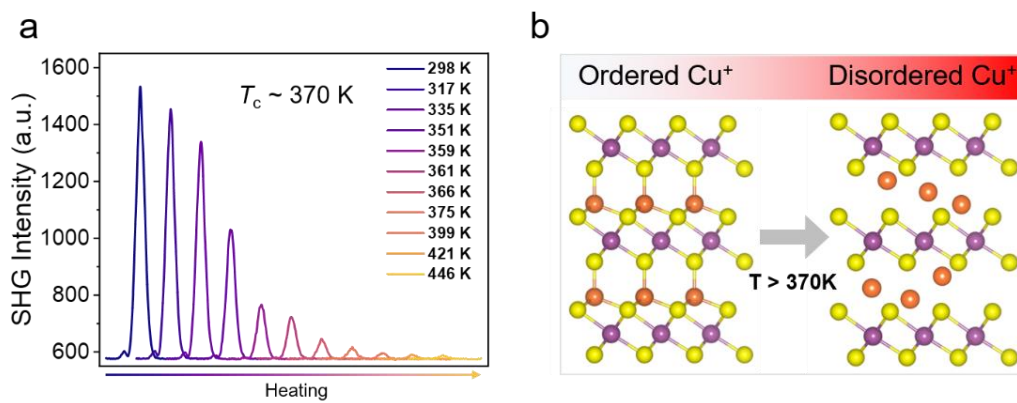 a
1600
1400
1200
1000
800
600
SHG Intensity (a.u.)
Tc ~ 370 K
298 K
317 K
335 K
351 K
359 K
361 K
366 K
375 K
399 K
421 K
446 K
Heating
b
Ordered Cu⁺
Disordered Cu⁺
T > 370K